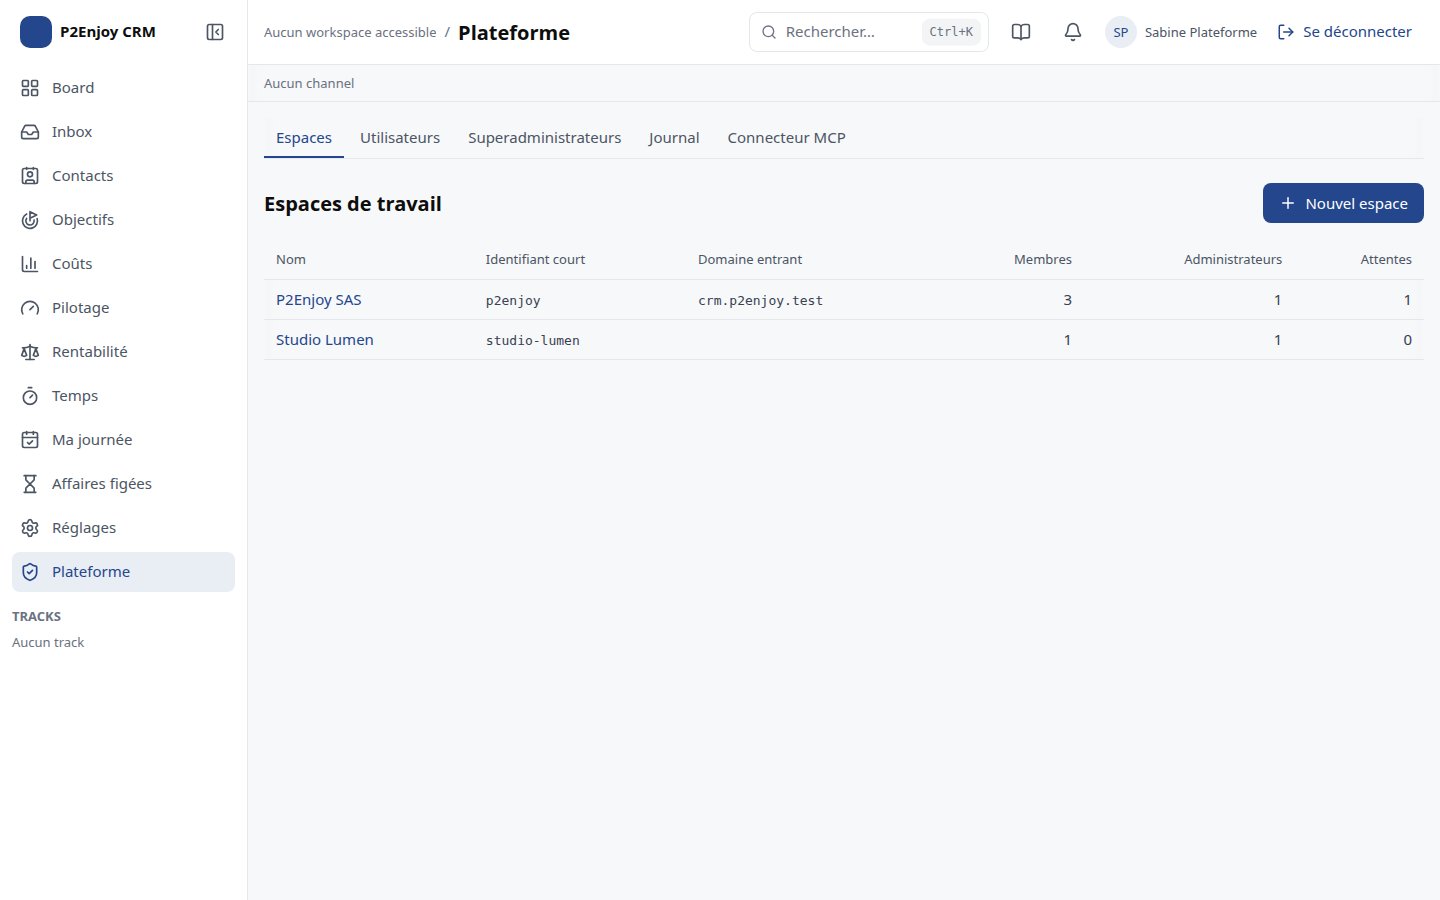 P2Enjoy CRM
Board
Inbox
Contacts
Objectifs
Coûts
Pilotage
Rentabilité
Temps
Ma journée
Affaires figées
Réglages
Plateforme
TRACKS
Aucun track
Aucun workspace accessible / Plateforme
Rechercher... Ctrl+K
SP Sabine Plateforme
Se déconnecter
Aucun channel
Espaces Utilisateurs Superadministrateurs Journal Connecteur MCP
Espaces de travail
Nouvel espace
Nom Identifiant court Domaine entrant Membres Administrateurs Attentes
P2Enjoy SAS p2enjoy crm.p2enjoy.test 3 1 1
Studio Lumen studio-lumen 1 1 0